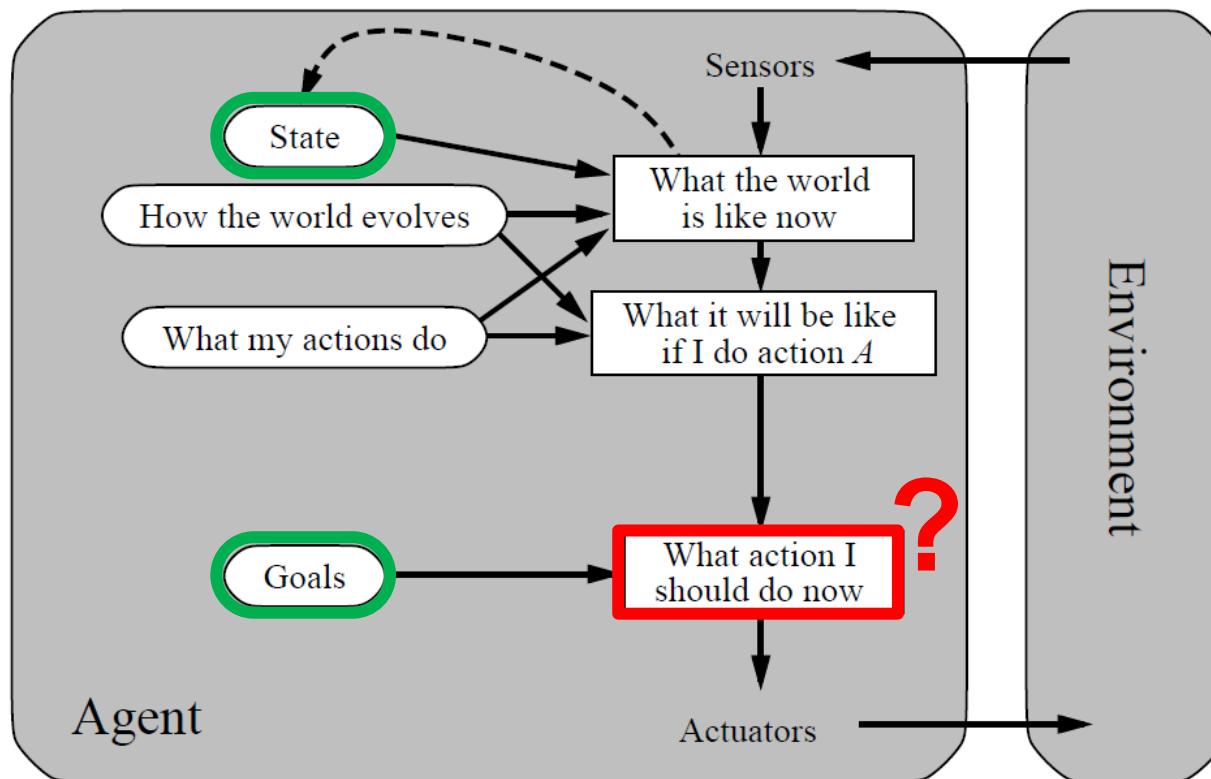 Sensors
State
What the world
is like now
How the world evolves
What it will be like
if I do action A
What my actions do
Environment
?
What action I
should do now
Goals
Agent
Actuators